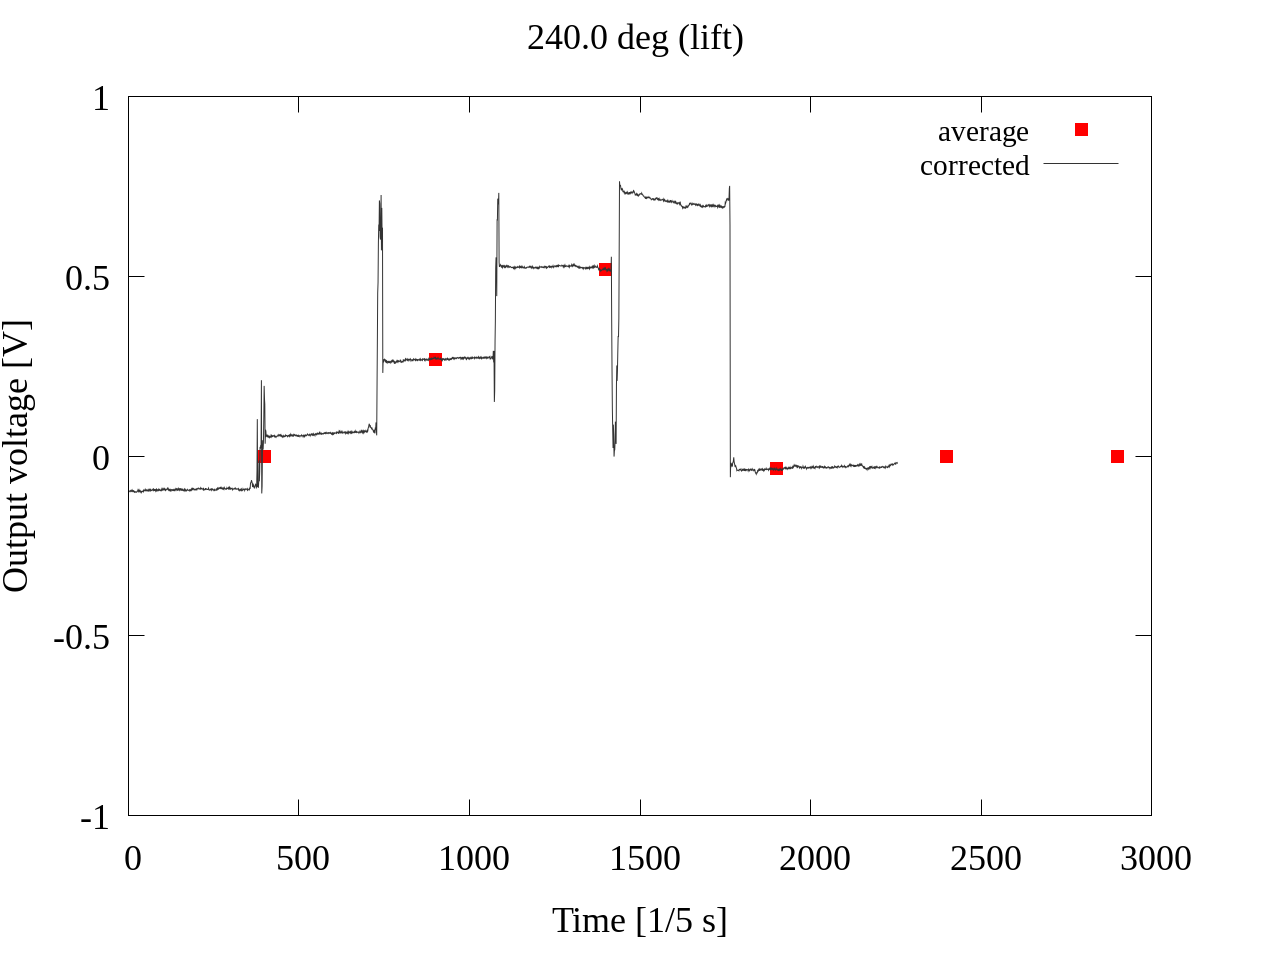 240.0 deg (lift)
average
corrected
Output voltage [V]
1
0.5
0
-0.5
-1
0 500 1000 1500 2000 2500 3000
Time [1/5 s]